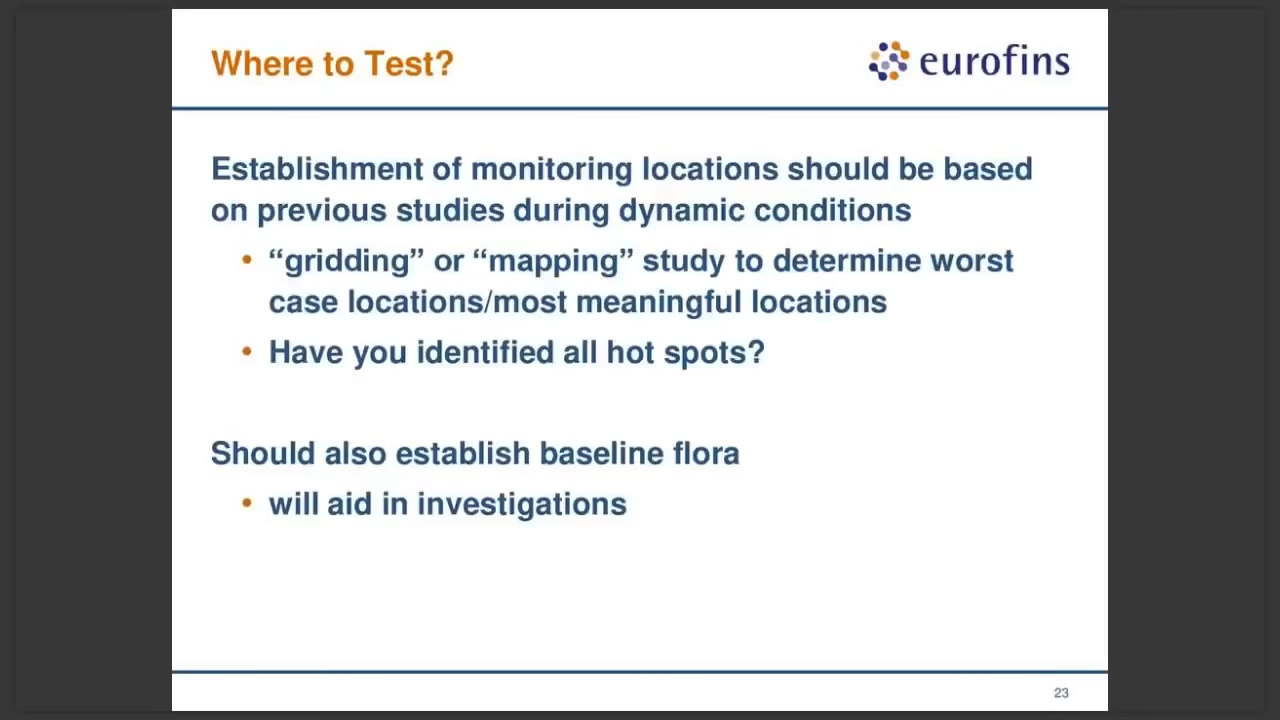 Where to Test?
eurofins
Establishment of monitoring locations should be based
on previous studies during dynamic conditions
• “gridding” or “mapping” study to determine worst
case locations/most meaningful locations
• Have you identified all hot spots?
Should also establish baseline flora
• will aid in investigations
23